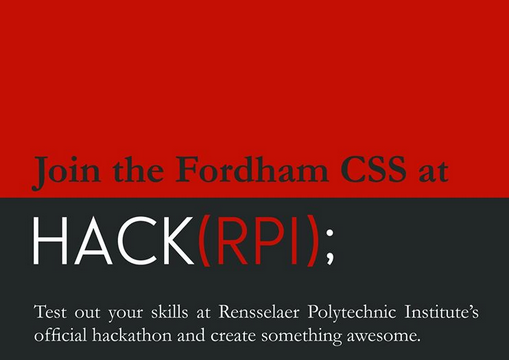 Join the Fordham CSS at
HACK(RPI);
Test out your skills at Rensselaer Polytechnic Institute’s
official hackathon and create something awesome.